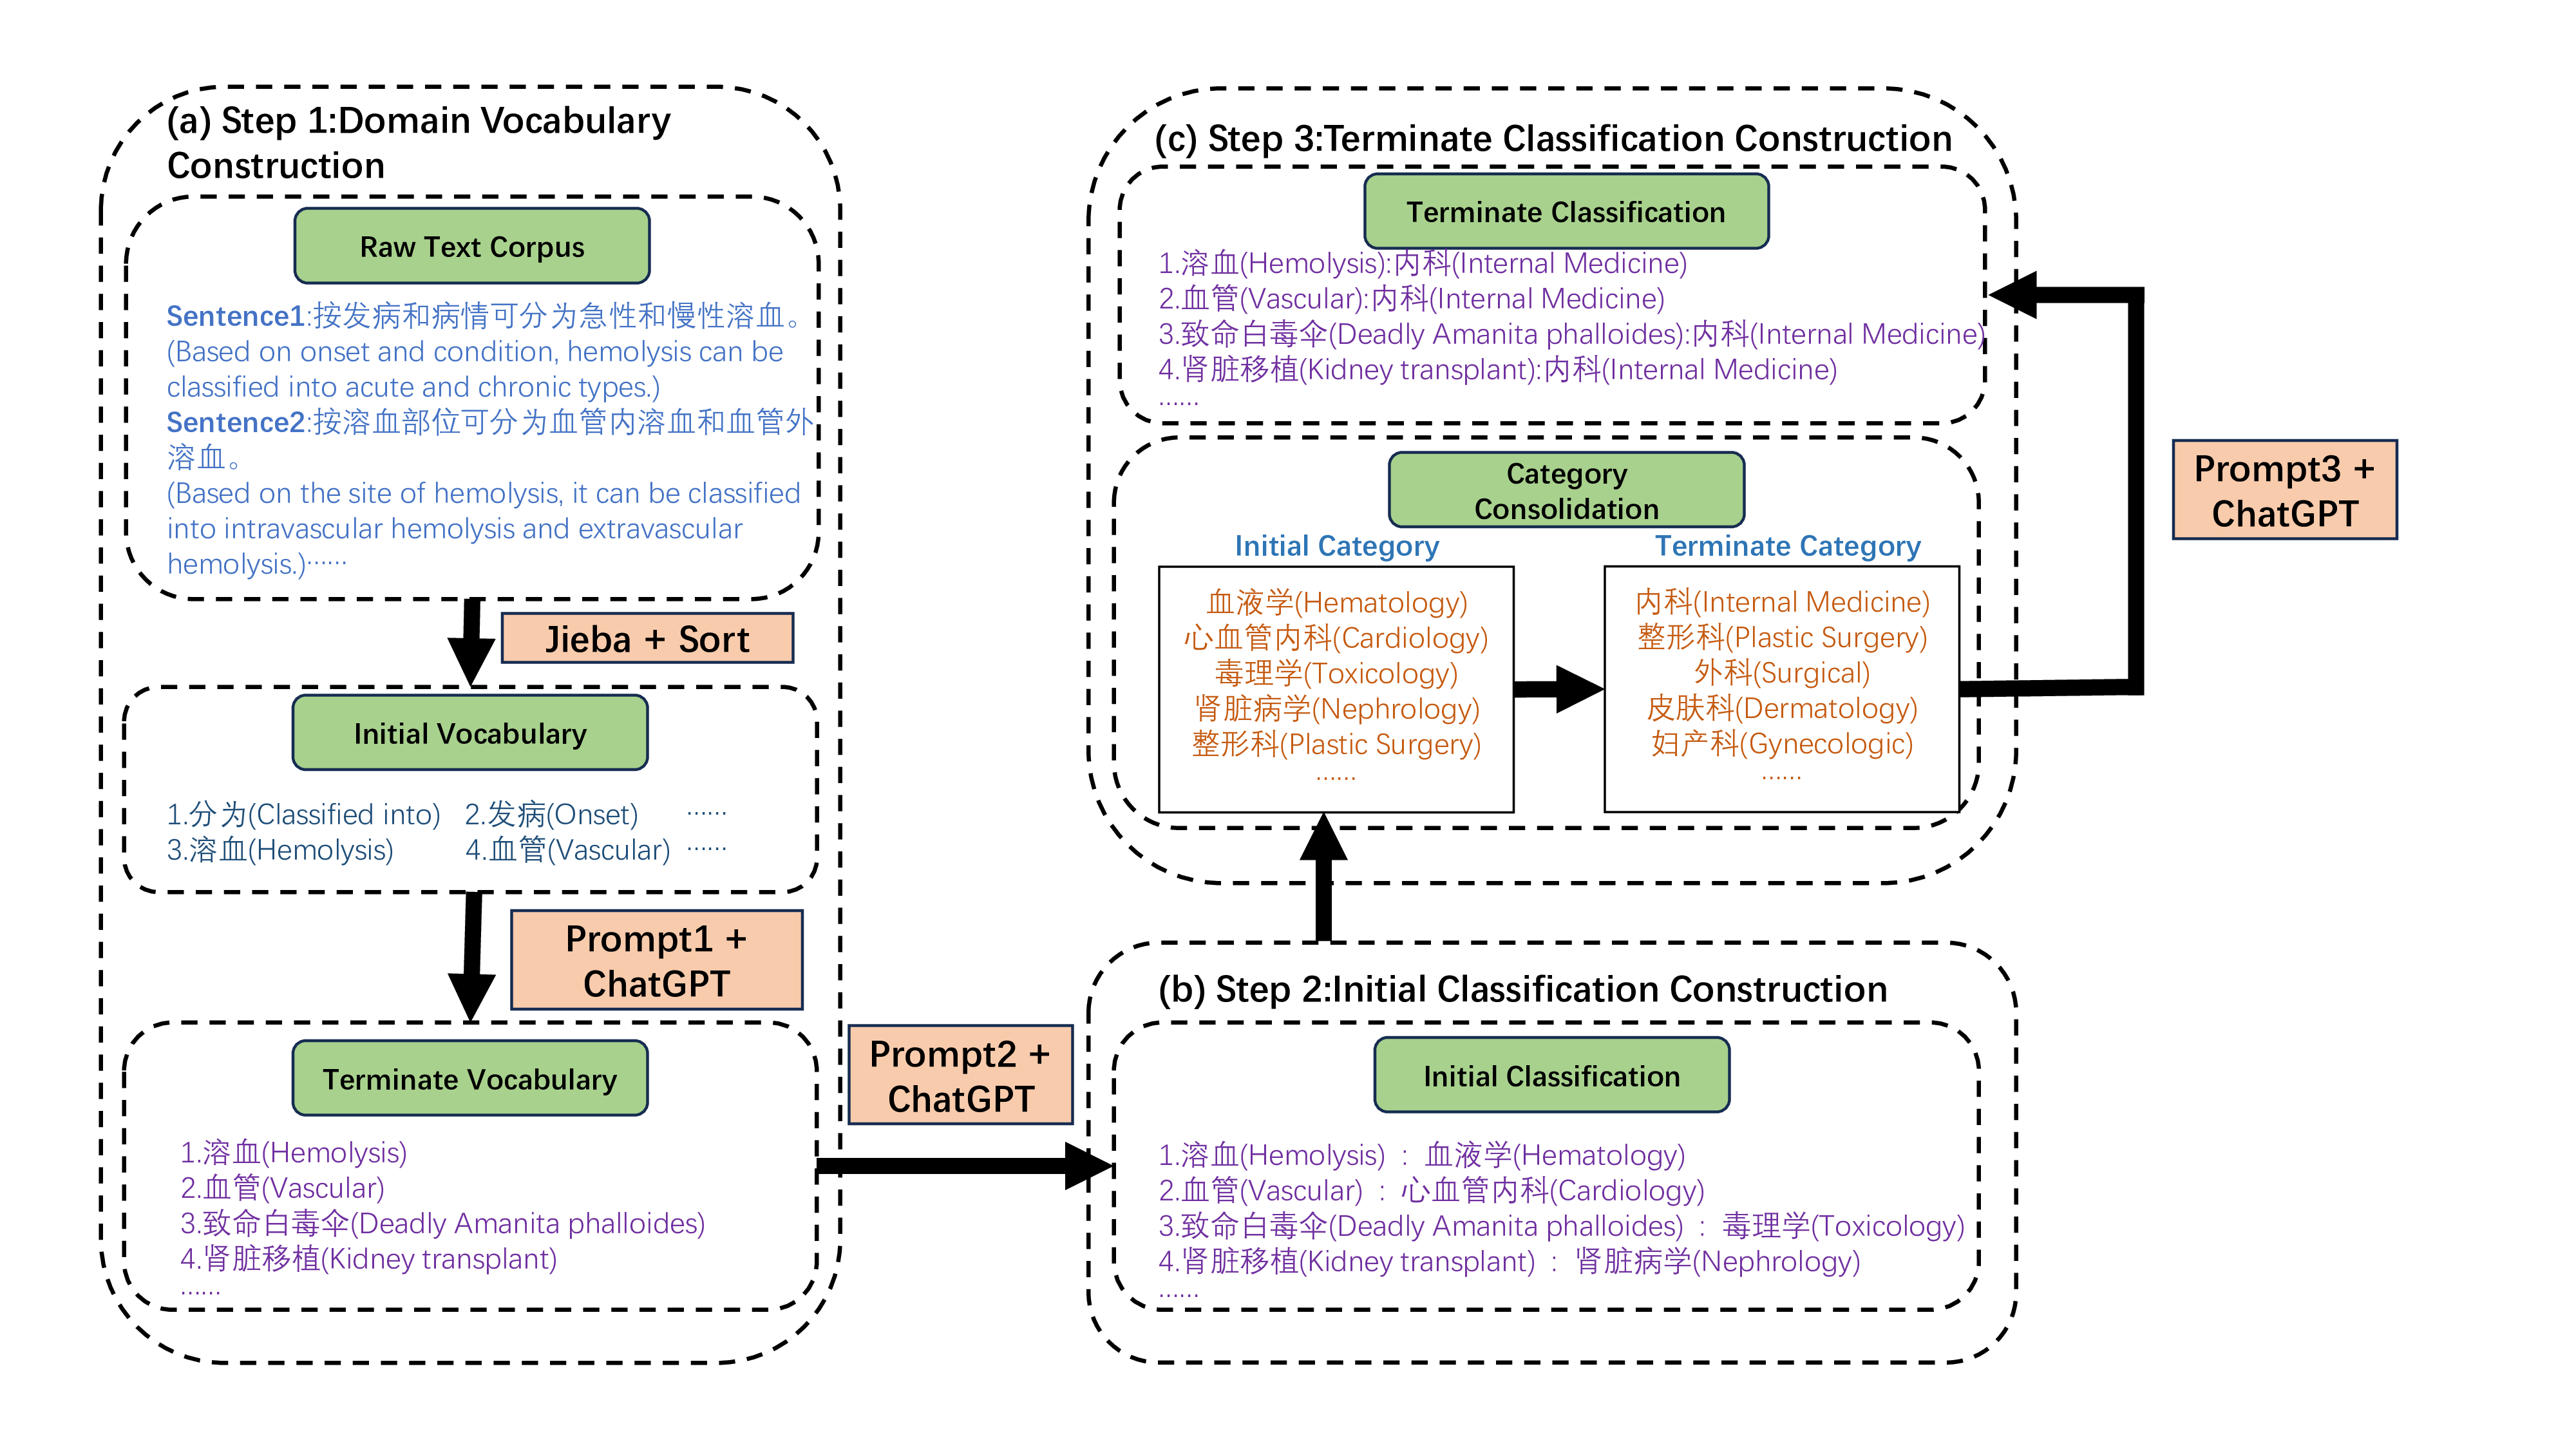 (a) Step 1:Domain Vocabulary
Construction
Raw Text Corpus
Sentence1:按发病和病情可分为急性和慢性溶血。
(Based on onset and condition, hemolysis can be
classified into acute and chronic types.)
Sentence2:按溶血部位可分为血管内溶血和血管外
溶血。
(Based on the site of hemolysis, it can be classified
into intravascular hemolysis and extravascular
hemolysis.)······
Jieba + Sort
Initial Vocabulary
1.分为(Classified into) 2.发病(Onset) ······
3.溶血(Hemolysis) 4.血管(Vascular) ······
Prompt1 +
ChatGPT
Terminate Vocabulary
1.溶血(Hemolysis)
2.血管(Vascular)
3.致命白毒伞(Deadly Amanita phalloides)
4.肾脏移植(Kidney transplant)
······
Prompt2 +
ChatGPT
(b) Step 2:Initial Classification Construction
Initial Classification
1.溶血(Hemolysis) : 血液学(Hematology)
2.血管(Vascular) : 心血管内科(Cardiology)
3.致命白毒伞(Deadly Amanita phalloides) : 毒理学(Toxicology)
4.肾脏移植(Kidney transplant) : 肾脏病学(Nephrology)
······
(c) Step 3:Terminate Classification Construction
Terminate Classification
1.溶血(Hemolysis):内科(Internal Medicine)
2.血管(Vascular):内科(Internal Medicine)
3.致命白毒伞(Deadly Amanita phalloides):内科(Internal Medicine)
4.肾脏移植(Kidney transplant):内科(Internal Medicine)
······
Category
Consolidation
Initial Category
血液学(Hematology)
心血管内科(Cardiology)
毒理学(Toxicology)
肾脏病学(Nephrology)
整形科(Plastic Surgery)
······
Terminate Category
内科(Internal Medicine)
整形科(Plastic Surgery)
外科(Surgical)
皮肤科(Dermatology)
妇产科(Gynecologic)
······
Prompt3 +
ChatGPT